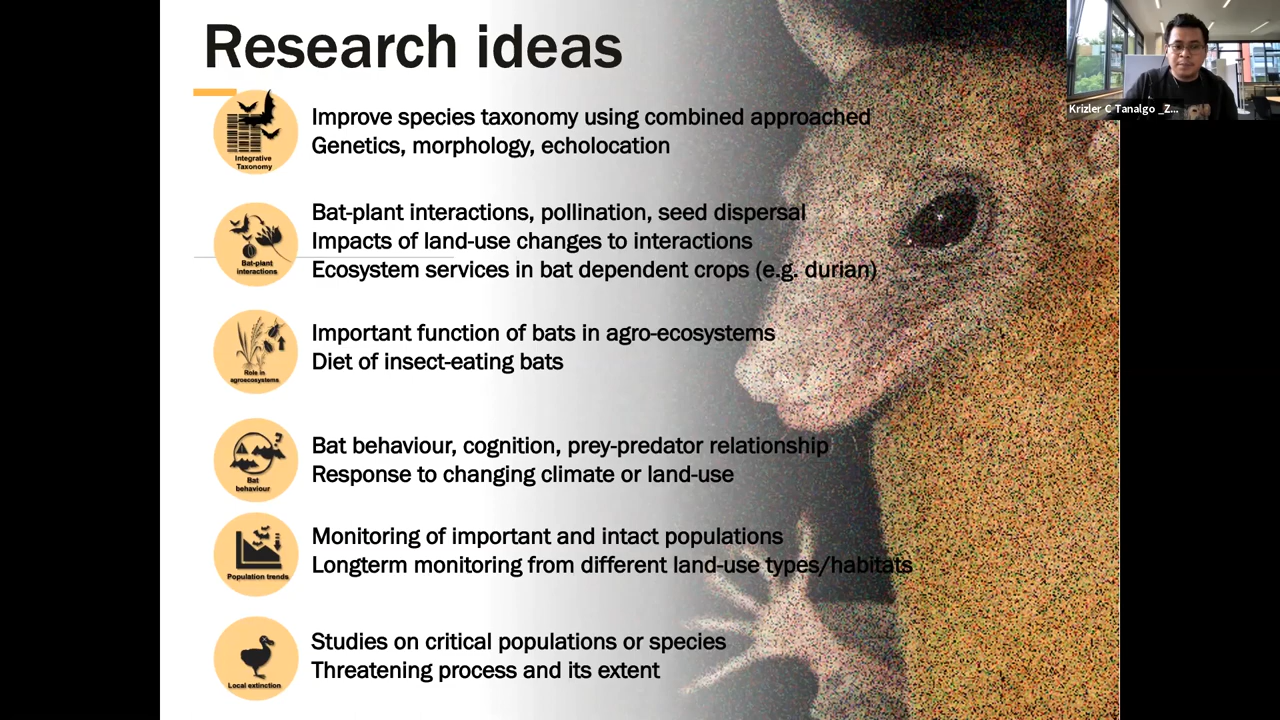 Research ideas
Krizler C Tanalgo _Z...
Integrative
Taxonomy
Improve species taxonomy using combined approached
Genetics, morphology, echolocation
Bat-plant
interactions
Bat-plant interactions, pollination, seed dispersal
Impacts of land-use changes to interactions
Ecosystem services in bat dependent crops (e.g. durian)
Role in
agroecosystems
Important function of bats in agro-ecosystems
Diet of insect-eating bats
Bat
behaviour
Bat behaviour, cognition, prey-predator relationship
Response to changing climate or land-use
Population trends
Monitoring of important and intact populations
Longterm monitoring from different land-use types/habitats
Local extinction
Studies on critical populations or species
Threatening process and its extent